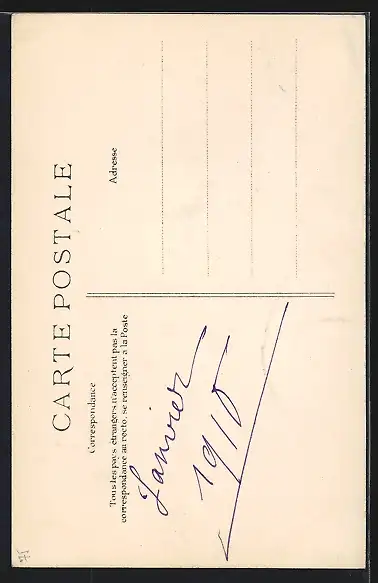 CARTE POSTALE
Correspondance
Tous les pays étrangers n'acceptent pas la
correspondance au recto, se renseigner à la Poste
Adresse
Janvier
1910